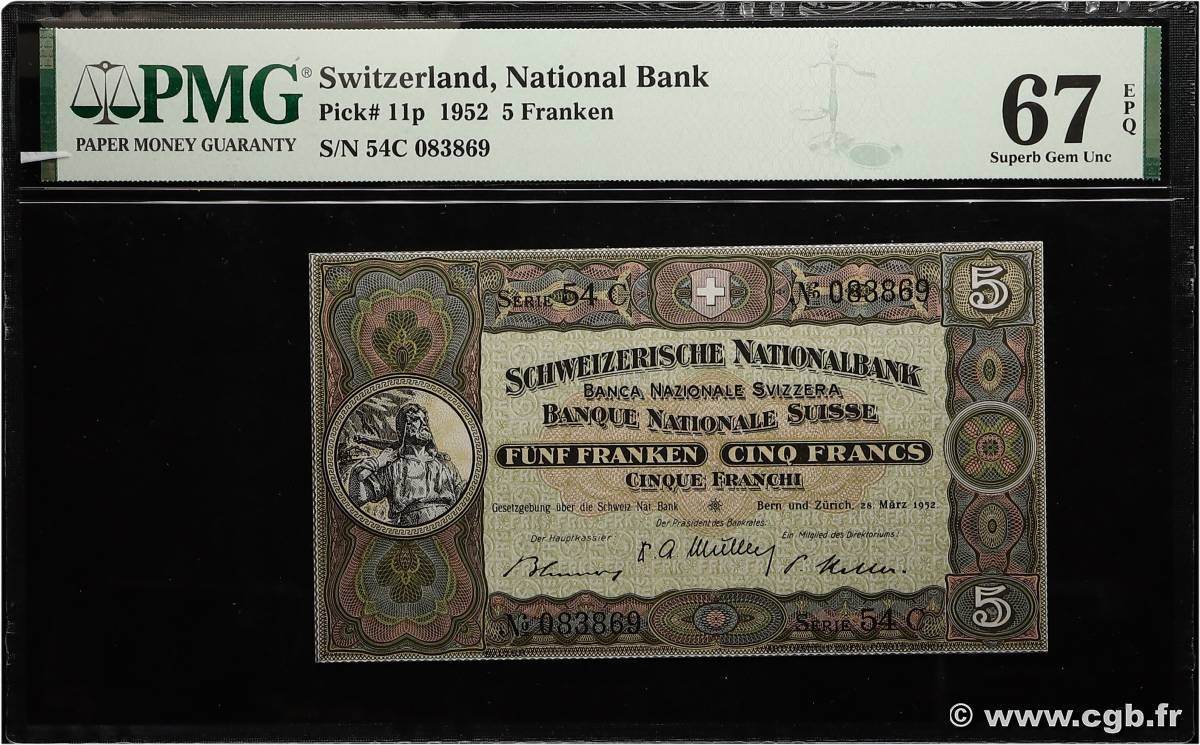 PMG®
PAPER MONEY GUARANTY
Switzerland, National Bank
Pick# 11p 1952 5 Franken
S/N 54C 083869
67
EPQ
Superb Gem Unc
SERIE 54 C
№ 083869
5
SCHWEIZERISCHE NATIONALBANK
BANCA NAZIONALE SVIZZERA
BANQUE NATIONALE SUISSE
FÜNF FRANKEN CINQ FRANCS
CINQUE FRANCHI
Gesetzgebung über die Schweiz. Nat. Bank Bern und Zürich, 28. März 1952.
Der Präsident des Bankrates:
Der Hauptkassier: Ein Mitglied des Direktoriums:
№ 083869
SERIE 54 C
5
© www.cgb.fr